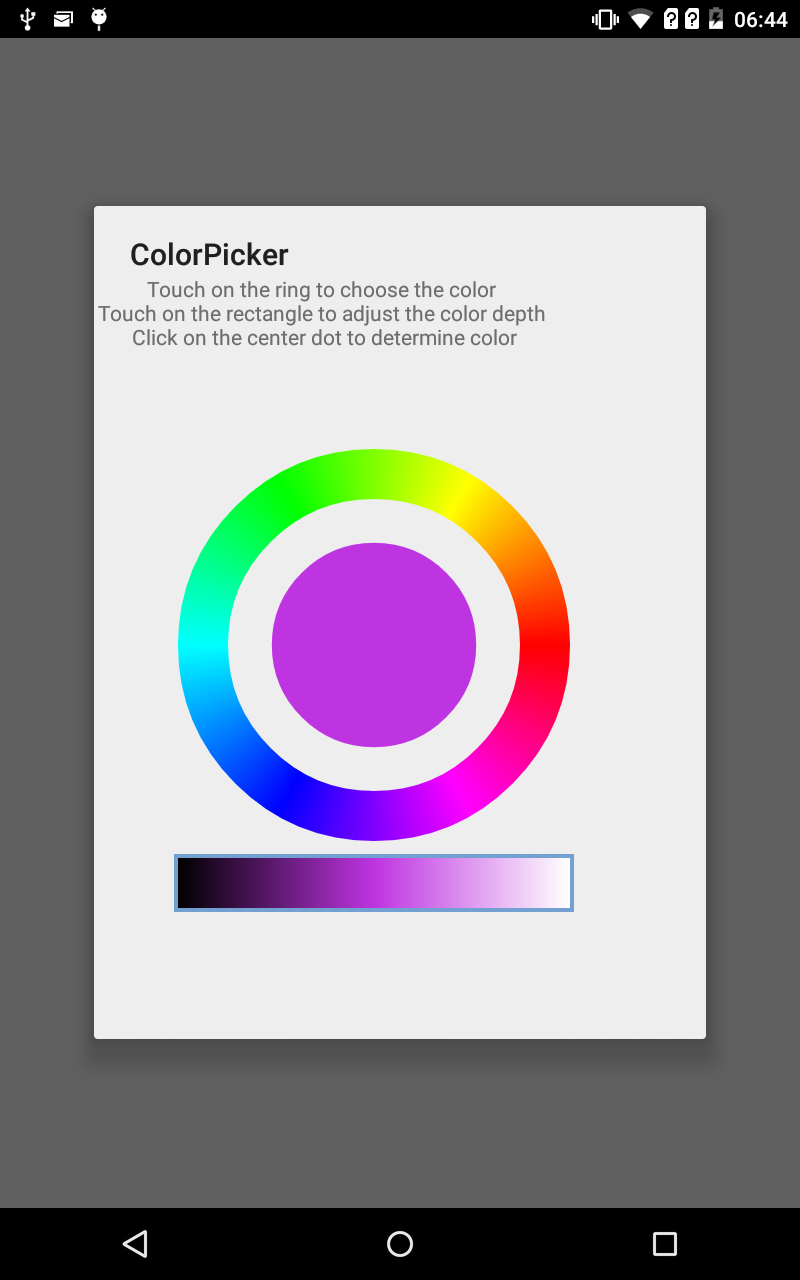 06:44
ColorPicker
Touch on the ring to choose the color
Touch on the rectangle to adjust the color depth
Click on the center dot to determine color